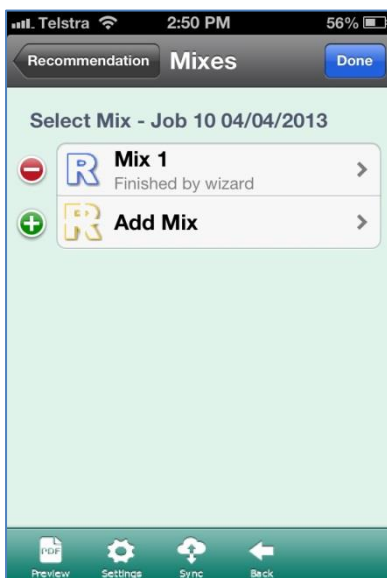 Telstra 2:50 PM 56%
Recommendation Mixes Done
Select Mix - Job 10 04/04/2013
R Mix 1
Finished by wizard
R Add Mix
PDF
Preview Settings Sync Back